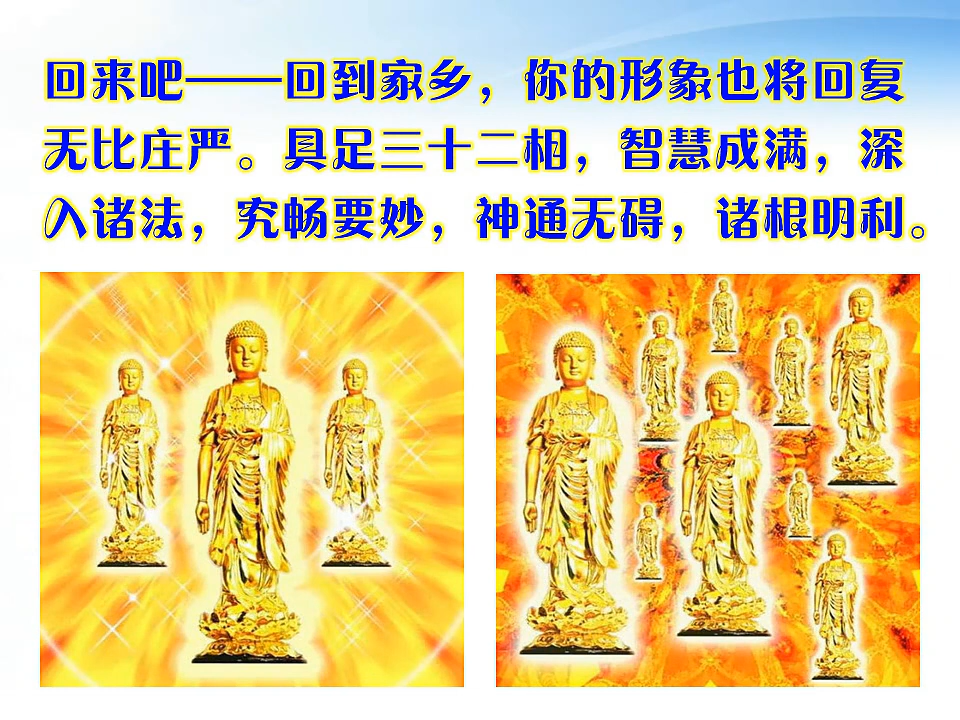 回来吧——回到家乡，你的形象也将回复
无比庄严。具足三十二相，智慧成满，深
入诸法，究畅要妙，神通无碍，诸根明利。